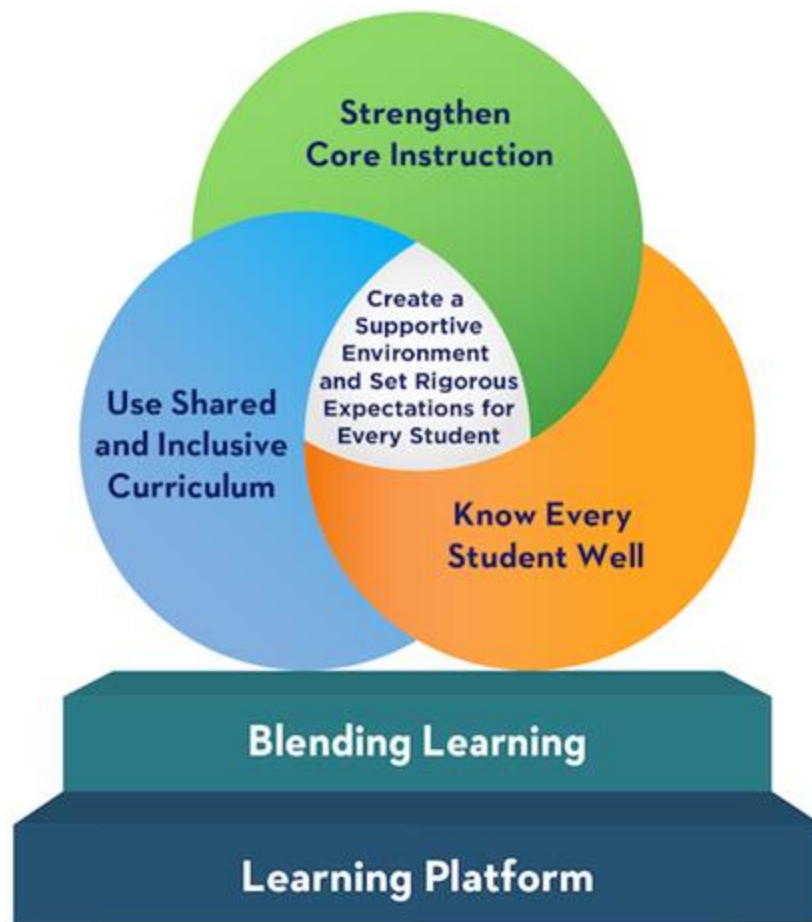 Strengthen
Core Instruction
Create a
Supportive
Environment
and Set Rigorous
Expectations for
Every Student
Use Shared
and Inclusive
Curriculum
Know Every
Student Well
Blending Learning
Learning Platform